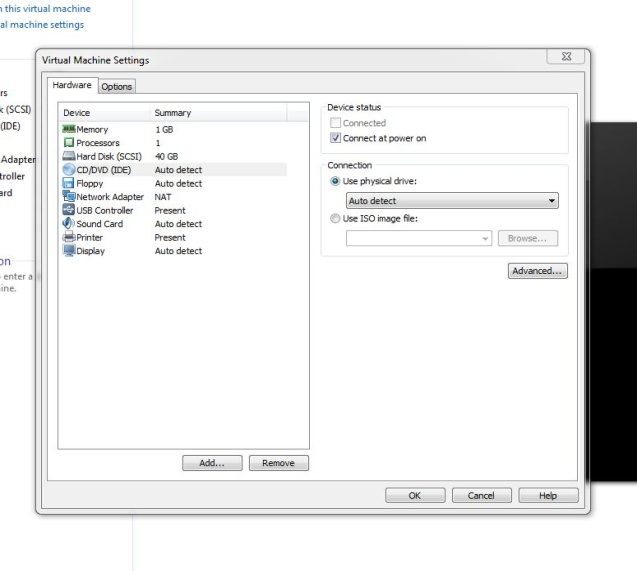 n this virtual machine
al machine settings
Virtual Machine Settings
Hardware
Options
Device Summary
Memory 1 GB
Processors 1
Hard Disk (SCSI) 40 GB
CD/DVD (IDE) Auto detect
Floppy Auto detect
Network Adapter NAT
USB Controller Present
Sound Card Auto detect
Printer Present
Display Auto detect
Add... Remove
Device status
Connected
Connect at power on
Connection
Use physical drive:
Auto detect
Use ISO image file:
Browse...
Advanced...
OK Cancel Help
rs
k (SCSI)
(IDE)
Adapter
troller
ard
on
enter a
ine.